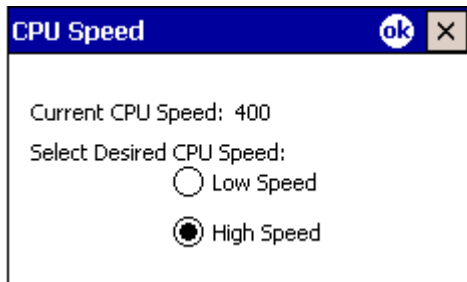 CPU Speed ok
Current CPU Speed: 400
Select Desired CPU Speed:
Low Speed
High Speed